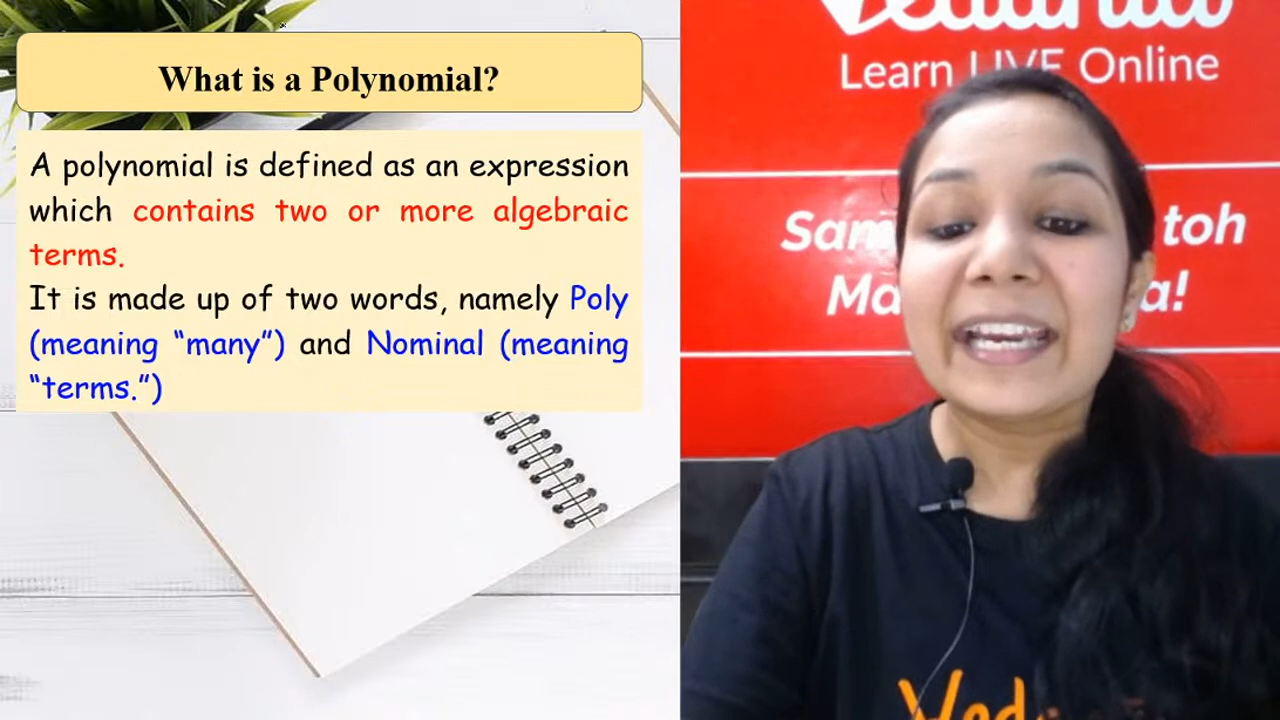 What is a Polynomial?
A polynomial is defined as an expression
which contains two or more algebraic
terms.
It is made up of two words, namely Poly
(meaning “many”) and Nominal (meaning
“terms.”)
Learn LIVE Online
toh